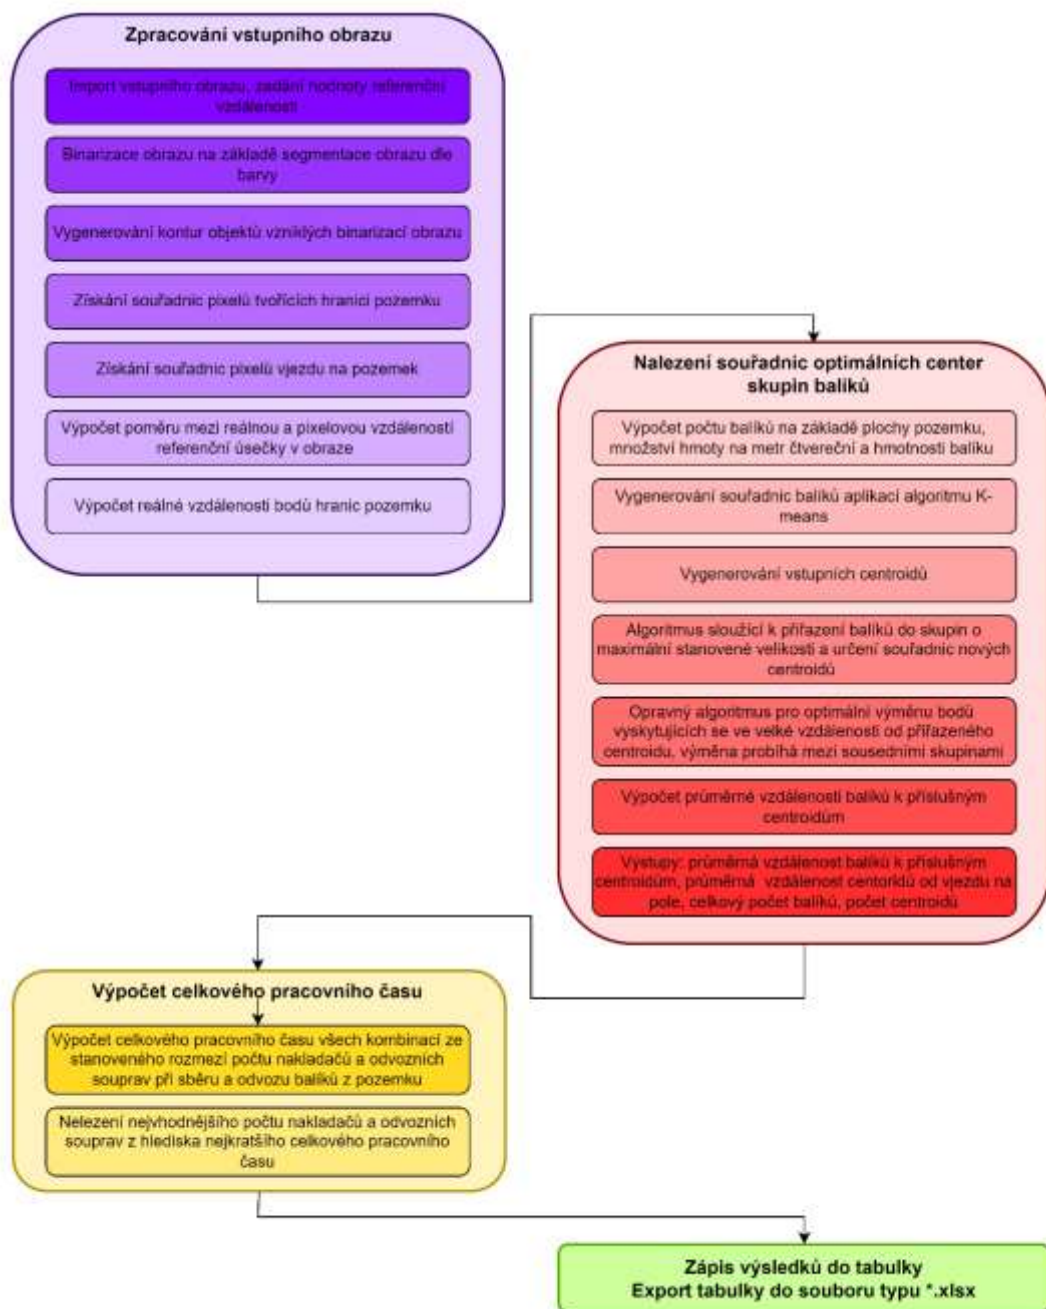 Zpracování vstupního obrazu
Import vstupního obrazu, zadání hodnoty referenční
vzdálenosti
Binarizace obrazu na základě segmentace obrazu dle
barvy
Vygenerování kontur objektů vzniklých binarizací obrazu
Získání souřadnic pixelů tvořících hranici pozemku
Získání souřadnic pixelů vjezdu na pozemek
Výpočet poměru mezi reálnou a pixelovou vzdáleností
referenční úsečky v obraze
Výpočet reálné vzdálenosti bodů hranic pozemku
Nalezení souřadnic optimálních center
skupin balíků
Výpočet počtu balíků na základě plochy pozemku,
množství hmoty na metr čtvereční a hmotnosti balíku
Vygenerování souřadnic balíků aplikací algoritmu K-
means
Vygenerování vstupních centroidů
Algoritmus sloužící k přiřazení balíků do skupin o
maximální stanovené velikosti a určení souřadnic nových
centroidů
Opravný algoritmus pro optimální výměnu bodů
vyskytujících se ve velké vzdálenosti od přiřazeného
centroidu, výměna probíhá mezi sousedními skupinami
Výpočet průměrné vzdálenosti balíků k příslušným
centroidům
Výstupy: průměrná vzdálenost balíků k příslušným
centroidům, průměrná vzdálenost centoridů od vjezdu na
pole, celkový počet balíků, počet centroidů
Výpočet celkového pracovního času
Výpočet celkového pracovního času všech kombinací ze
stanoveného rozmezí počtu nakladačů a odvozních
souprav při sběru a odvozu balíků z pozemku
Nelezení nejvhodnějšího počtu nakladačů a odvozních
souprav z hlediska nejkratšího celkového pracovního
času
Zápis výsledků do tabulky
Export tabulky do souboru typu *.xlsx